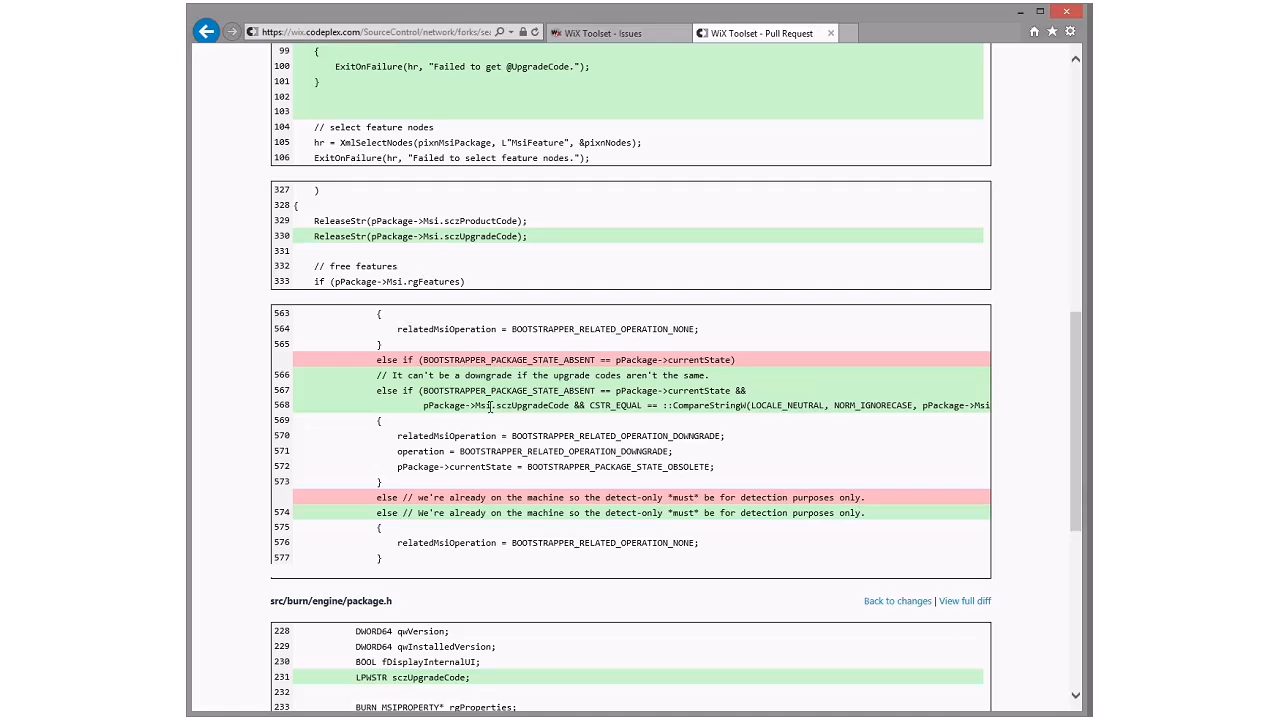 https://wix.codeplex.com/SourceControl/network/forks/se
WiX Toolset - Issues
WiX Toolset - Pull Request
99 {
100 ExitOnFailure(hr, "Failed to get @UpgradeCode.");
101 }
102
103
104 // select feature nodes
105 hr = XmlSelectNodes(pixnMsiPackage, L"MsiFeature", &pixnNodes);
106 ExitOnFailure(hr, "Failed to select feature nodes.");
327 )
328 {
329 ReleaseStr(pPackage->Msi.sczProductCode);
330 ReleaseStr(pPackage->Msi.sczUpgradeCode);
331
332 // free features
333 if (pPackage->Msi.rgFeatures)
563 {
564 relatedMsiOperation = BOOTSTRAPPER_RELATED_OPERATION_NONE;
565 }
else if (BOOTSTRAPPER_PACKAGE_STATE_ABSENT == pPackage->currentState)
566 // It can't be a downgrade if the upgrade codes aren't the same.
567 else if (BOOTSTRAPPER_PACKAGE_STATE_ABSENT == pPackage->currentState &&
568 pPackage->Msi.sczUpgradeCode && CSTR_EQUAL == ::CompareStringW(LOCALE_NEUTRAL, NORM_IGNORECASE, pPackage->Msi
569 {
570 relatedMsiOperation = BOOTSTRAPPER_RELATED_OPERATION_DOWNGRADE;
571 operation = BOOTSTRAPPER_RELATED_OPERATION_DOWNGRADE;
572 pPackage->currentState = BOOTSTRAPPER_PACKAGE_STATE_OBSOLETE;
573 }
else // we're already on the machine so the detect-only *must* be for detection purposes only.
574 else // We're already on the machine so the detect-only *must* be for detection purposes only.
575 {
576 relatedMsiOperation = BOOTSTRAPPER_RELATED_OPERATION_NONE;
577 }
src/burn/engine/package.h
Back to changes | View full diff
228 DWORD64 qwVersion;
229 DWORD64 qwInstalledVersion;
230 BOOL fDisplayInternalUI;
231 LPWSTR sczUpgradeCode;
232
233 BURN_MSIPROPERTY* rgProperties;